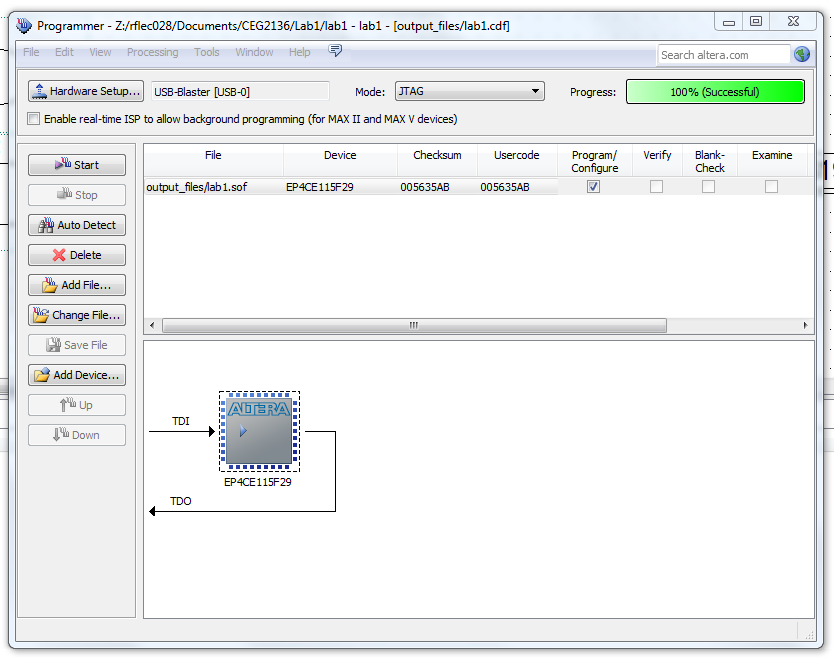 Programmer - Z:/rflec028/Documents/CEG2136/Lab1/lab1 - lab1 - [output_files/lab1.cdf]
File Edit View Processing Tools Window Help
Search altera.com
Hardware Setup... USB-Blaster [USB-0] Mode: JTAG Progress: 100% (Successful)
Enable real-time ISP to allow background programming (for MAX II and MAX V devices)
Start
Stop
Auto Detect
Delete
Add File...
Change File...
Save File
Add Device...
Up
Down
File Device Checksum Usercode Program/ Verify Blank- Examine
Configure Check
output_files/lab1.sof EP4CE115F29 005635AB 005635AB
ALTERA
TDI
EP4CE115F29
TDO